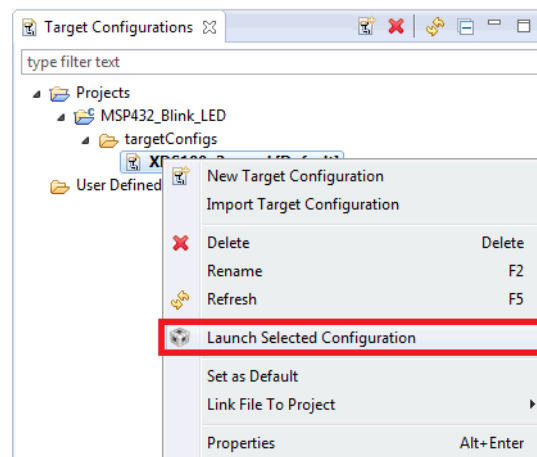 Target Configurations
type filter text
Projects
MSP432_Blink_LED
targetConfigs
User Defined
New Target Configuration
Import Target Configuration
Delete Delete
Rename F2
Refresh F5
Launch Selected Configuration
Set as Default
Link File To Project
Properties Alt+Enter